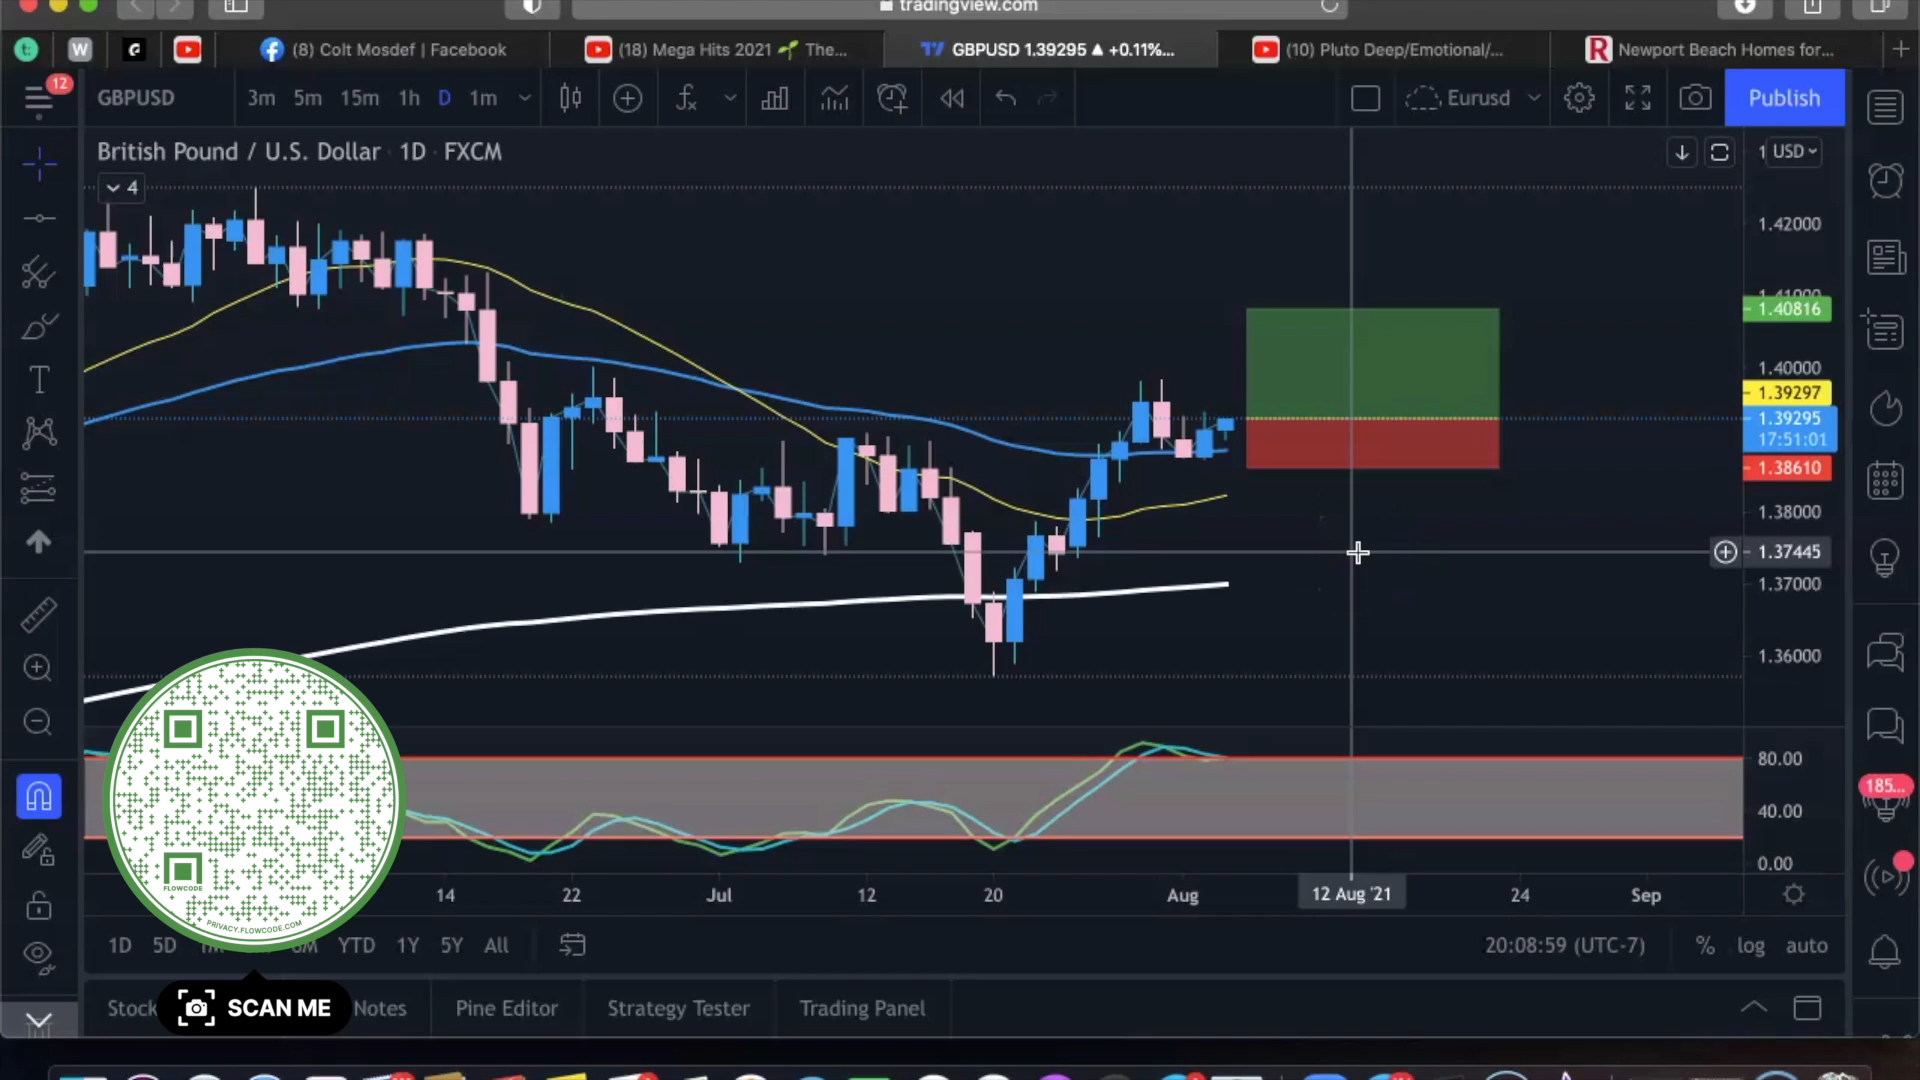 tradingview.com
t:
W
G
(8) Colt Mosdef | Facebook
(18) Mega Hits 2021 🌱 The...
GBPUSD 1.39295 ▲ +0.11%...
(10) Pluto Deep/Emotional/...
R
Newport Beach Homes for...
12
GBPUSD
3m 5m 15m 1h D 1m
Eurusd
Publish
British Pound / U.S. Dollar · 1D · FXCM
USD
4
1.42000
1.40816
1.40000
1.39297
1.39295
17:51:01
1.38610
1.38000
1.37445
1.37000
1.36000
80.00
185...
40.00
0.00
14 22 Jul 12 20 Aug 12 Aug '21 24 Sep
FLOWCODE
PRIVACY.FLOWCODE.COM
1D 5D YTD 1Y 5Y All
20:08:59 (UTC-7)
% log auto
SCAN ME
Stock
Notes
Pine Editor
Strategy Tester
Trading Panel